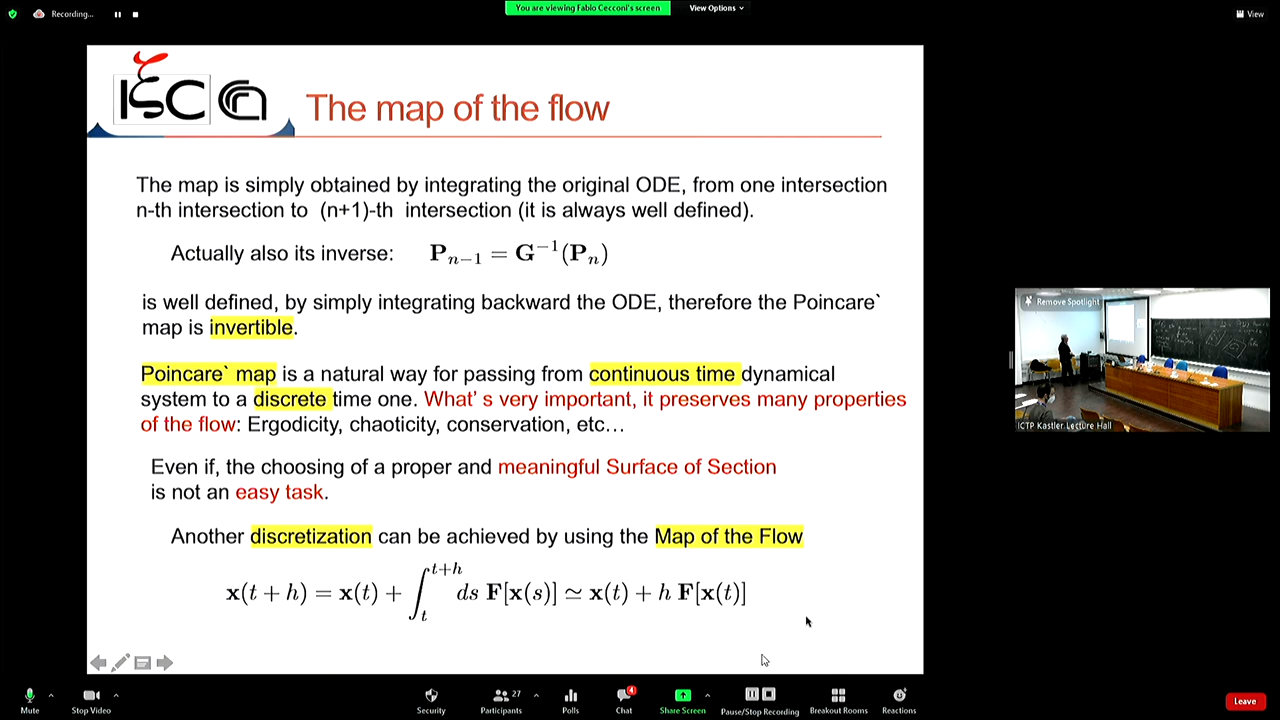 Recording...
You are viewing Fabio Cecconi's screen
View Options
View
ISC
The map of the flow
The map is simply obtained by integrating the original ODE, from one intersection
n-th intersection to (n+1)-th intersection (it is always well defined).
Actually also its inverse: P_{n−1} = G^{−1}(P_n)
is well defined, by simply integrating backward the ODE, therefore the Poincare`
map is invertible.
Poincare` map is a natural way for passing from continuous time dynamical
system to a discrete time one. What's very important, it preserves many properties
of the flow: Ergodicity, chaoticity, conservation, etc…
Even if, the choosing of a proper and meaningful Surface of Section
is not an easy task.
Another discretization can be achieved by using the Map of the Flow
x(t + h) = x(t) + ∫_t^{t+h} ds F[x(s)] ≃ x(t) + h F[x(t)]
Remove Spotlight
ICTP Kastler Lecture Hall
Mute
Stop Video
Security
27
Participants
Polls
4
Chat
Share Screen
Pause/Stop Recording
Breakout Rooms
Reactions
Leave